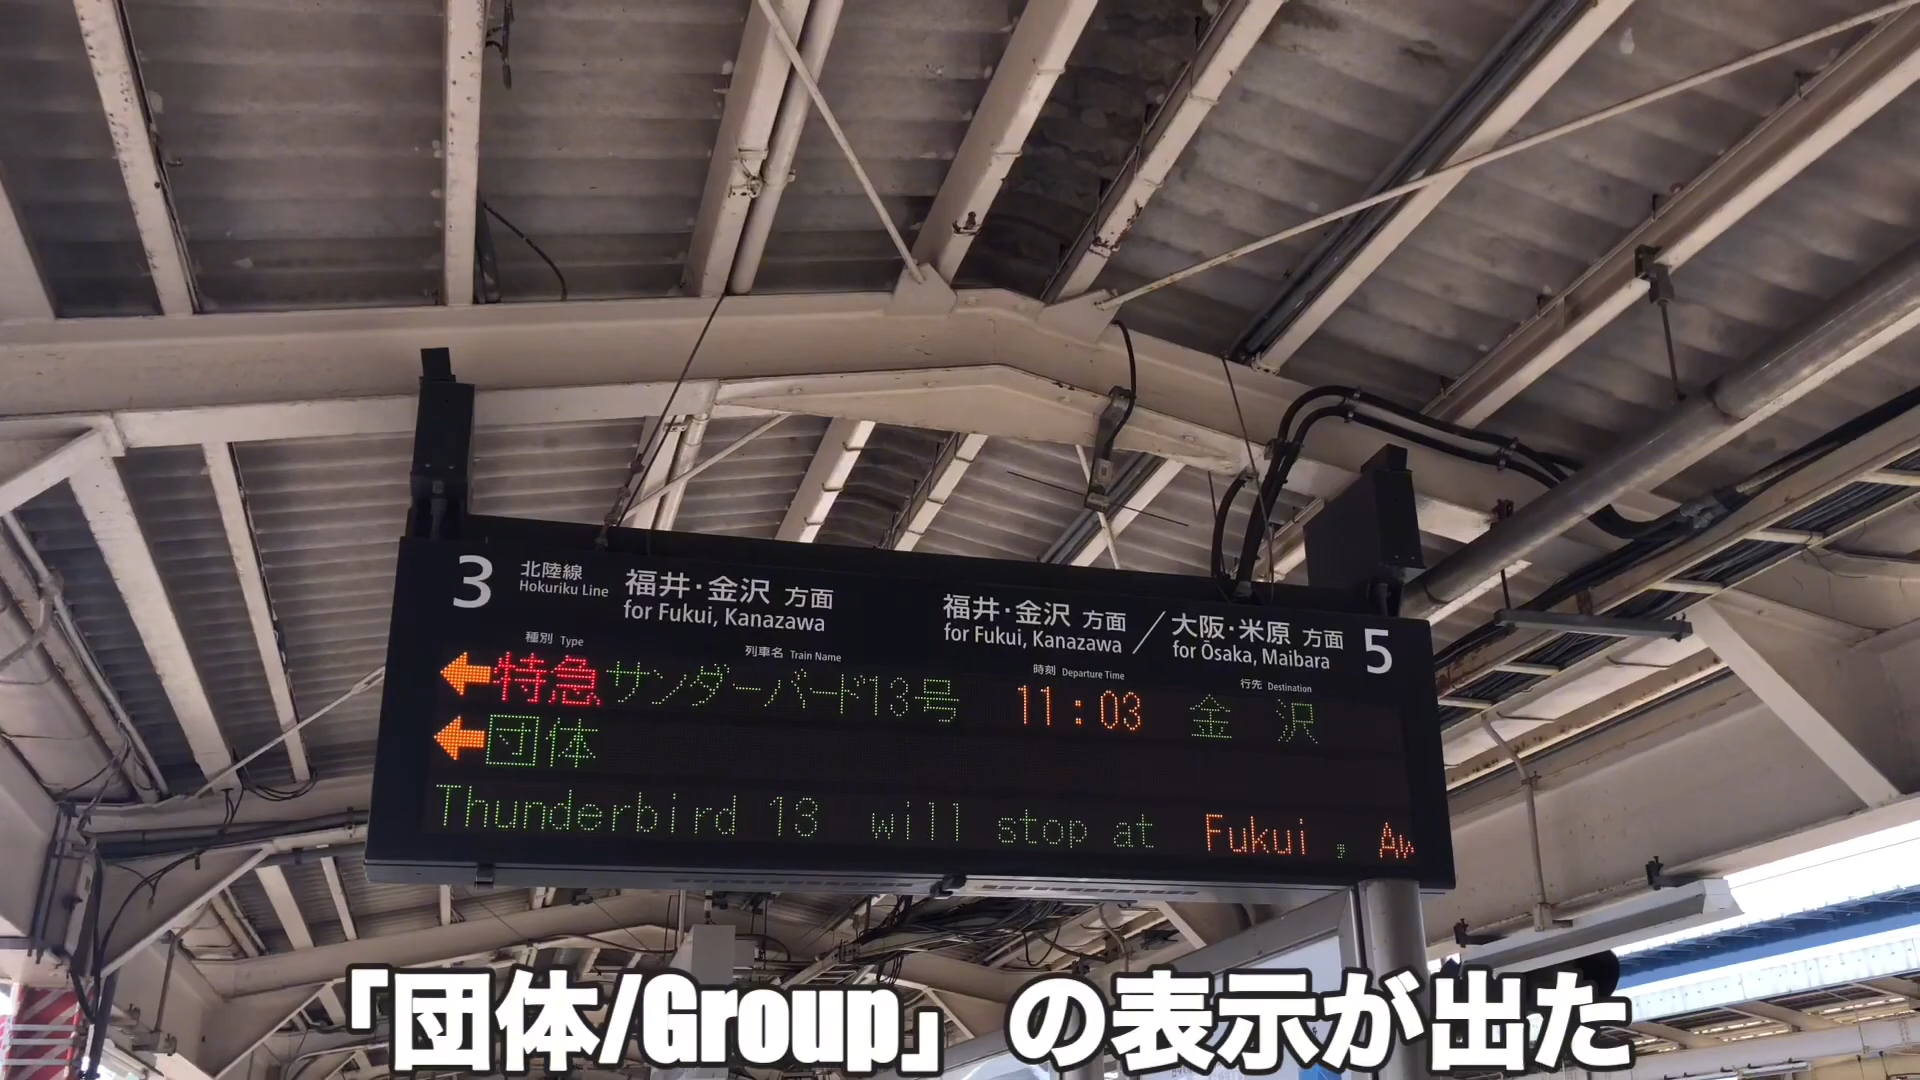 3 北陸線 福井・金沢 方面
Hokuriku Line for Fukui, Kanazawa
福井・金沢 方面 / 大阪・米原 方面 5
for Fukui, Kanazawa for Ōsaka, Maibara
種別 Type 列車名 Train Name 時刻 Departure Time 行先 Destination
←特急 サンダーバード13号 11:03 金沢
←団体
Thunderbird 13 will stop at Fukui , Aw
「団体/Group」の表示が出た